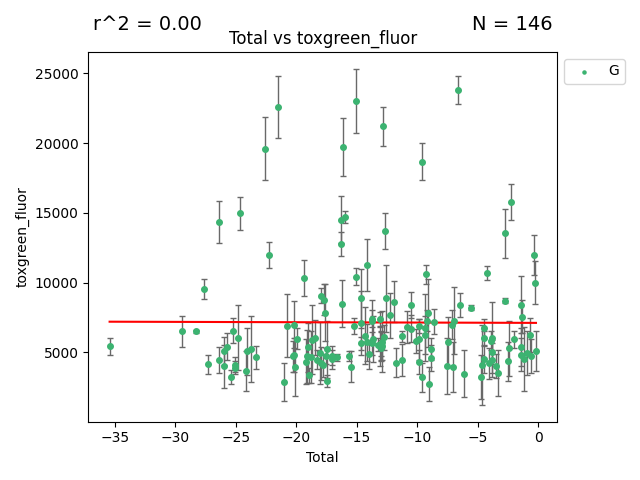 r^2 = 0.00
N = 146
Total vs toxgreen_fluor
G
25000
20000
15000
10000
5000
toxgreen_fluor
−35
−30
−25
−20
−15
−10
−5
0
Total